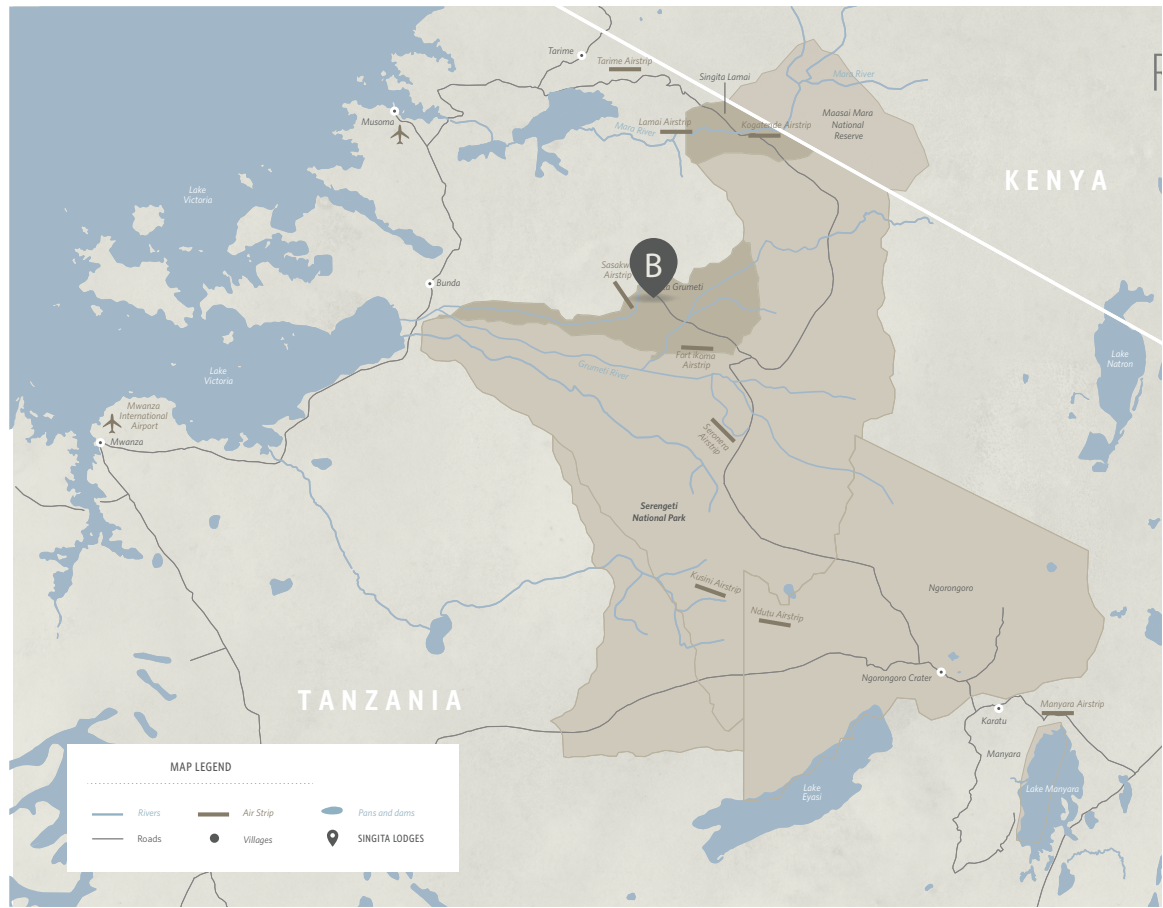 Tarime
Tarime Airstrip
Singita Lamai
Mara River
Musoma
Lamai Airstrip
Mara River
Kogatende Airstrip
Maasai Mara
National
Reserve
KENYA
Lake
Victoria
B
Sasakw
Airstrip
a Grumeti
Bunda
Lake
Victoria
Fort Ikoma
Airstrip
Grumeti River
Lake
Natron
Mwanza
International
Airport
Mwanza
Seronera
Airstrip
Serengeti
National Park
Kusini Airstrip
Ndutu Airstrip
Ngorongoro
Ngorongoro Crater
TANZANIA
Manyara Airstrip
Karatu
Manyara
Lake Manyara
Lake
Eyasi
MAP LEGEND
Rivers
Air Strip
Pans and dams
Roads
Villages
SINGITA LODGES